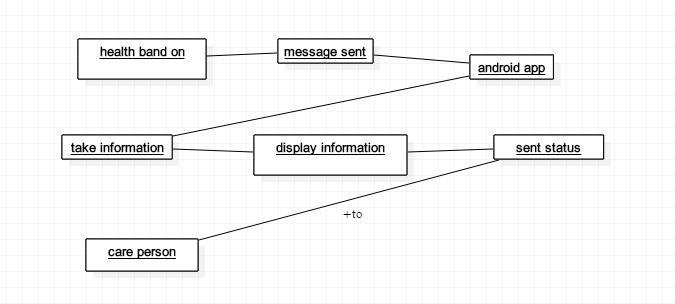 health band on
message sent
android app
take information
display information
sent status
+to
care person